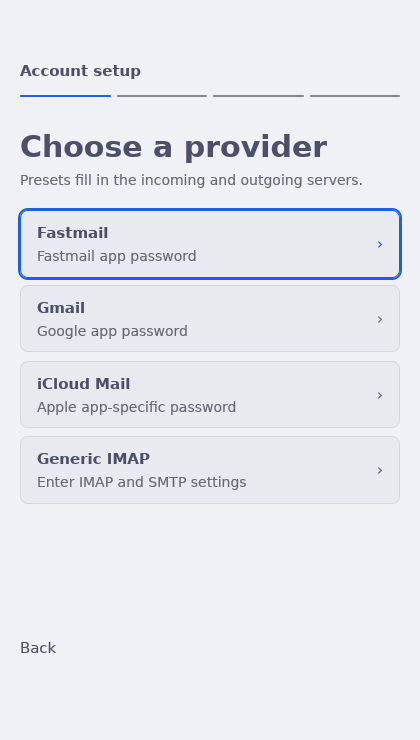 Account setup
Choose a provider
Presets fill in the incoming and outgoing servers.
Fastmail
Fastmail app password
›
Gmail
Google app password
›
iCloud Mail
Apple app-specific password
›
Generic IMAP
Enter IMAP and SMTP settings
›
Back